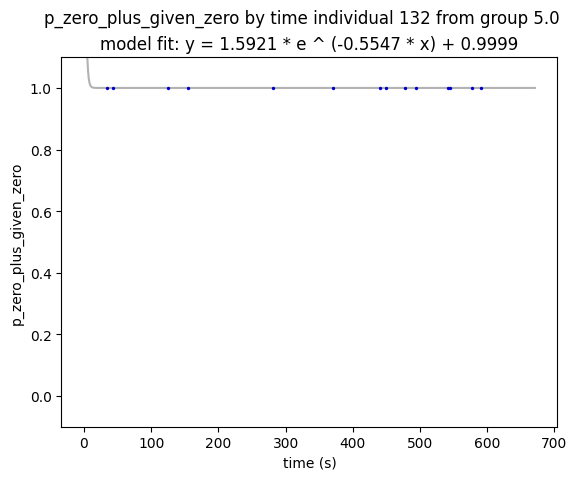 p_zero_plus_given_zero by time individual 132 from group 5.0
model fit: y = 1.5921 * e ^ (-0.5547 * x) + 0.9999
1.0
0.8
0.6
0.4
0.2
0.0
p_zero_plus_given_zero
0 100 200 300 400 500 600 700
time (s)